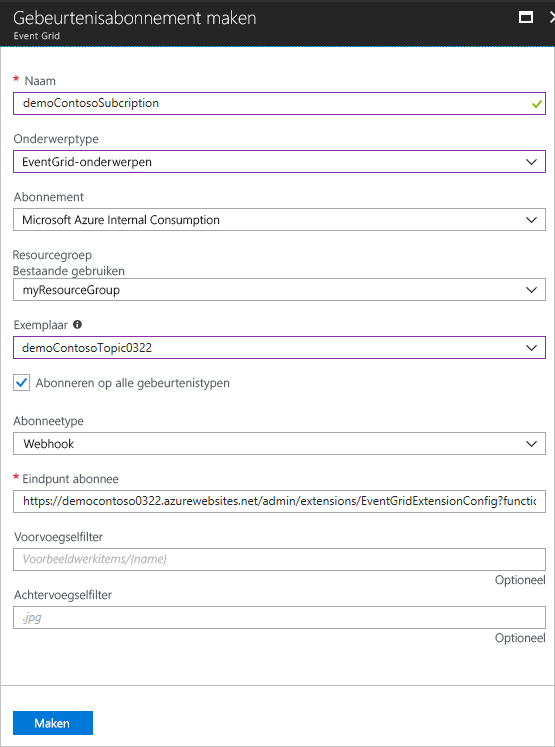 Gebeurtenisabonnement maken
Event Grid
* Naam
demoContosoSubcription
Onderwerptype
EventGrid-onderwerpen
Abonnement
Microsoft Azure Internal Consumption
Resourcegroep
Bestaande gebruiken
myResourceGroup
Exemplaar
demoContosoTopic0322
Abonneren op alle gebeurtenistypen
Abonneetype
Webhook
* Eindpunt abonnee
https://democontoso0322.azurewebsites.net/admin/extensions/EventGridExtensionConfig?functic
Voorvoegselfilter
Voorbeeldwerkitems/{name}
Optioneel
Achtervoegselfilter
.jpg
Optioneel
Maken